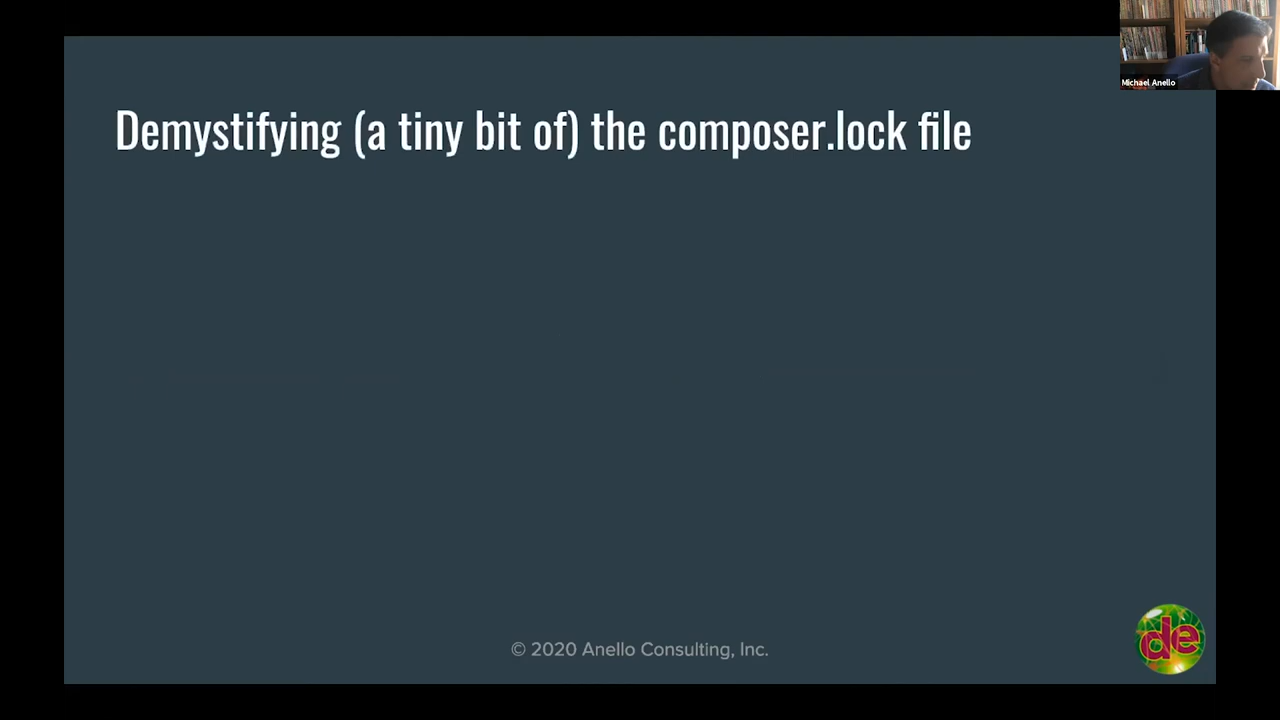 Michael Anello
Demystifying (a tiny bit of) the composer.lock file
© 2020 Anello Consulting, Inc.
de